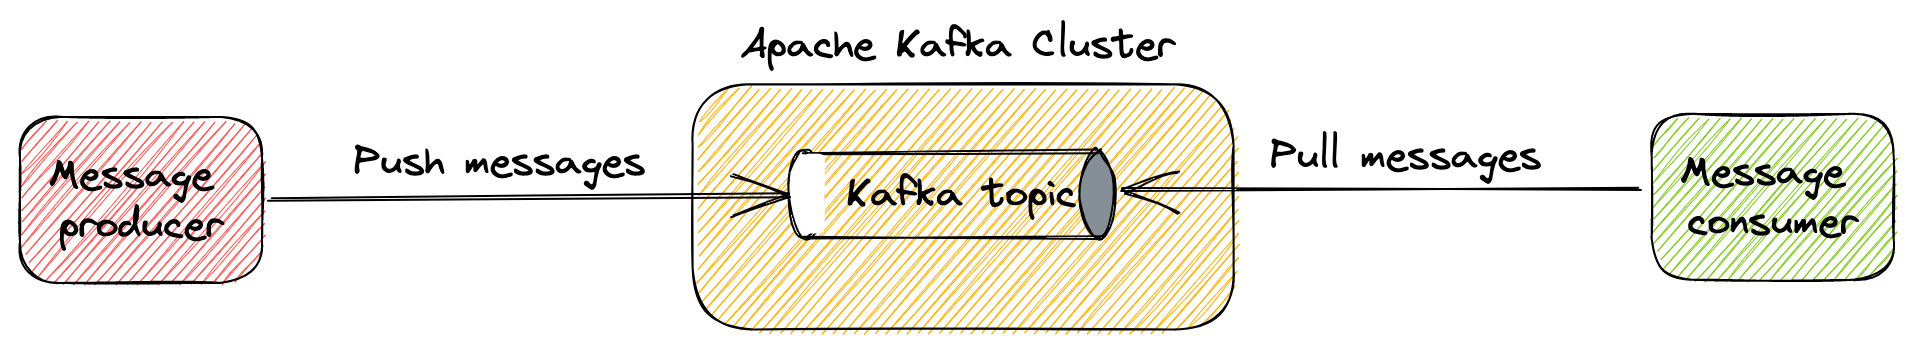 Apache Kafka Cluster
Message
producer
Push messages
Kafka topic
Pull messages
Message
consumer